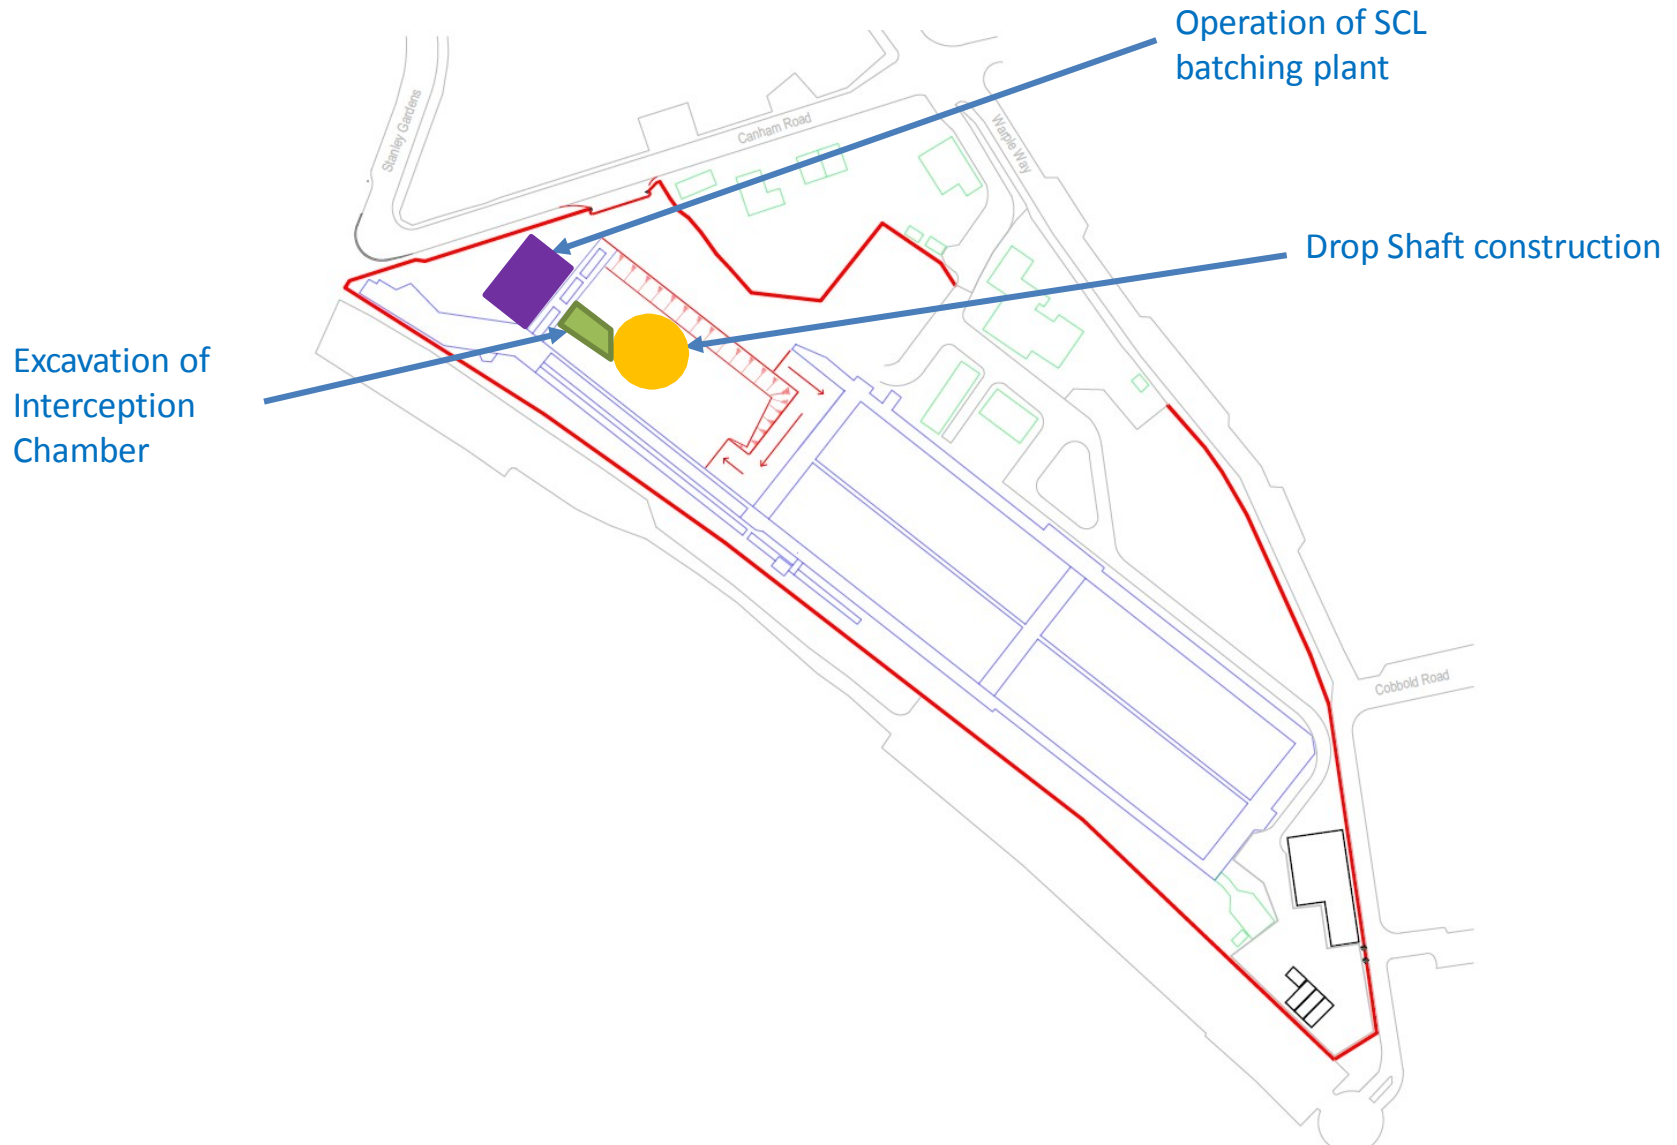 Operation of SCL
batching plant
Stanley Gardens
Canham Road
Warple Way
Drop Shaft construction
Excavation of
Interception
Chamber
Cobbold Road